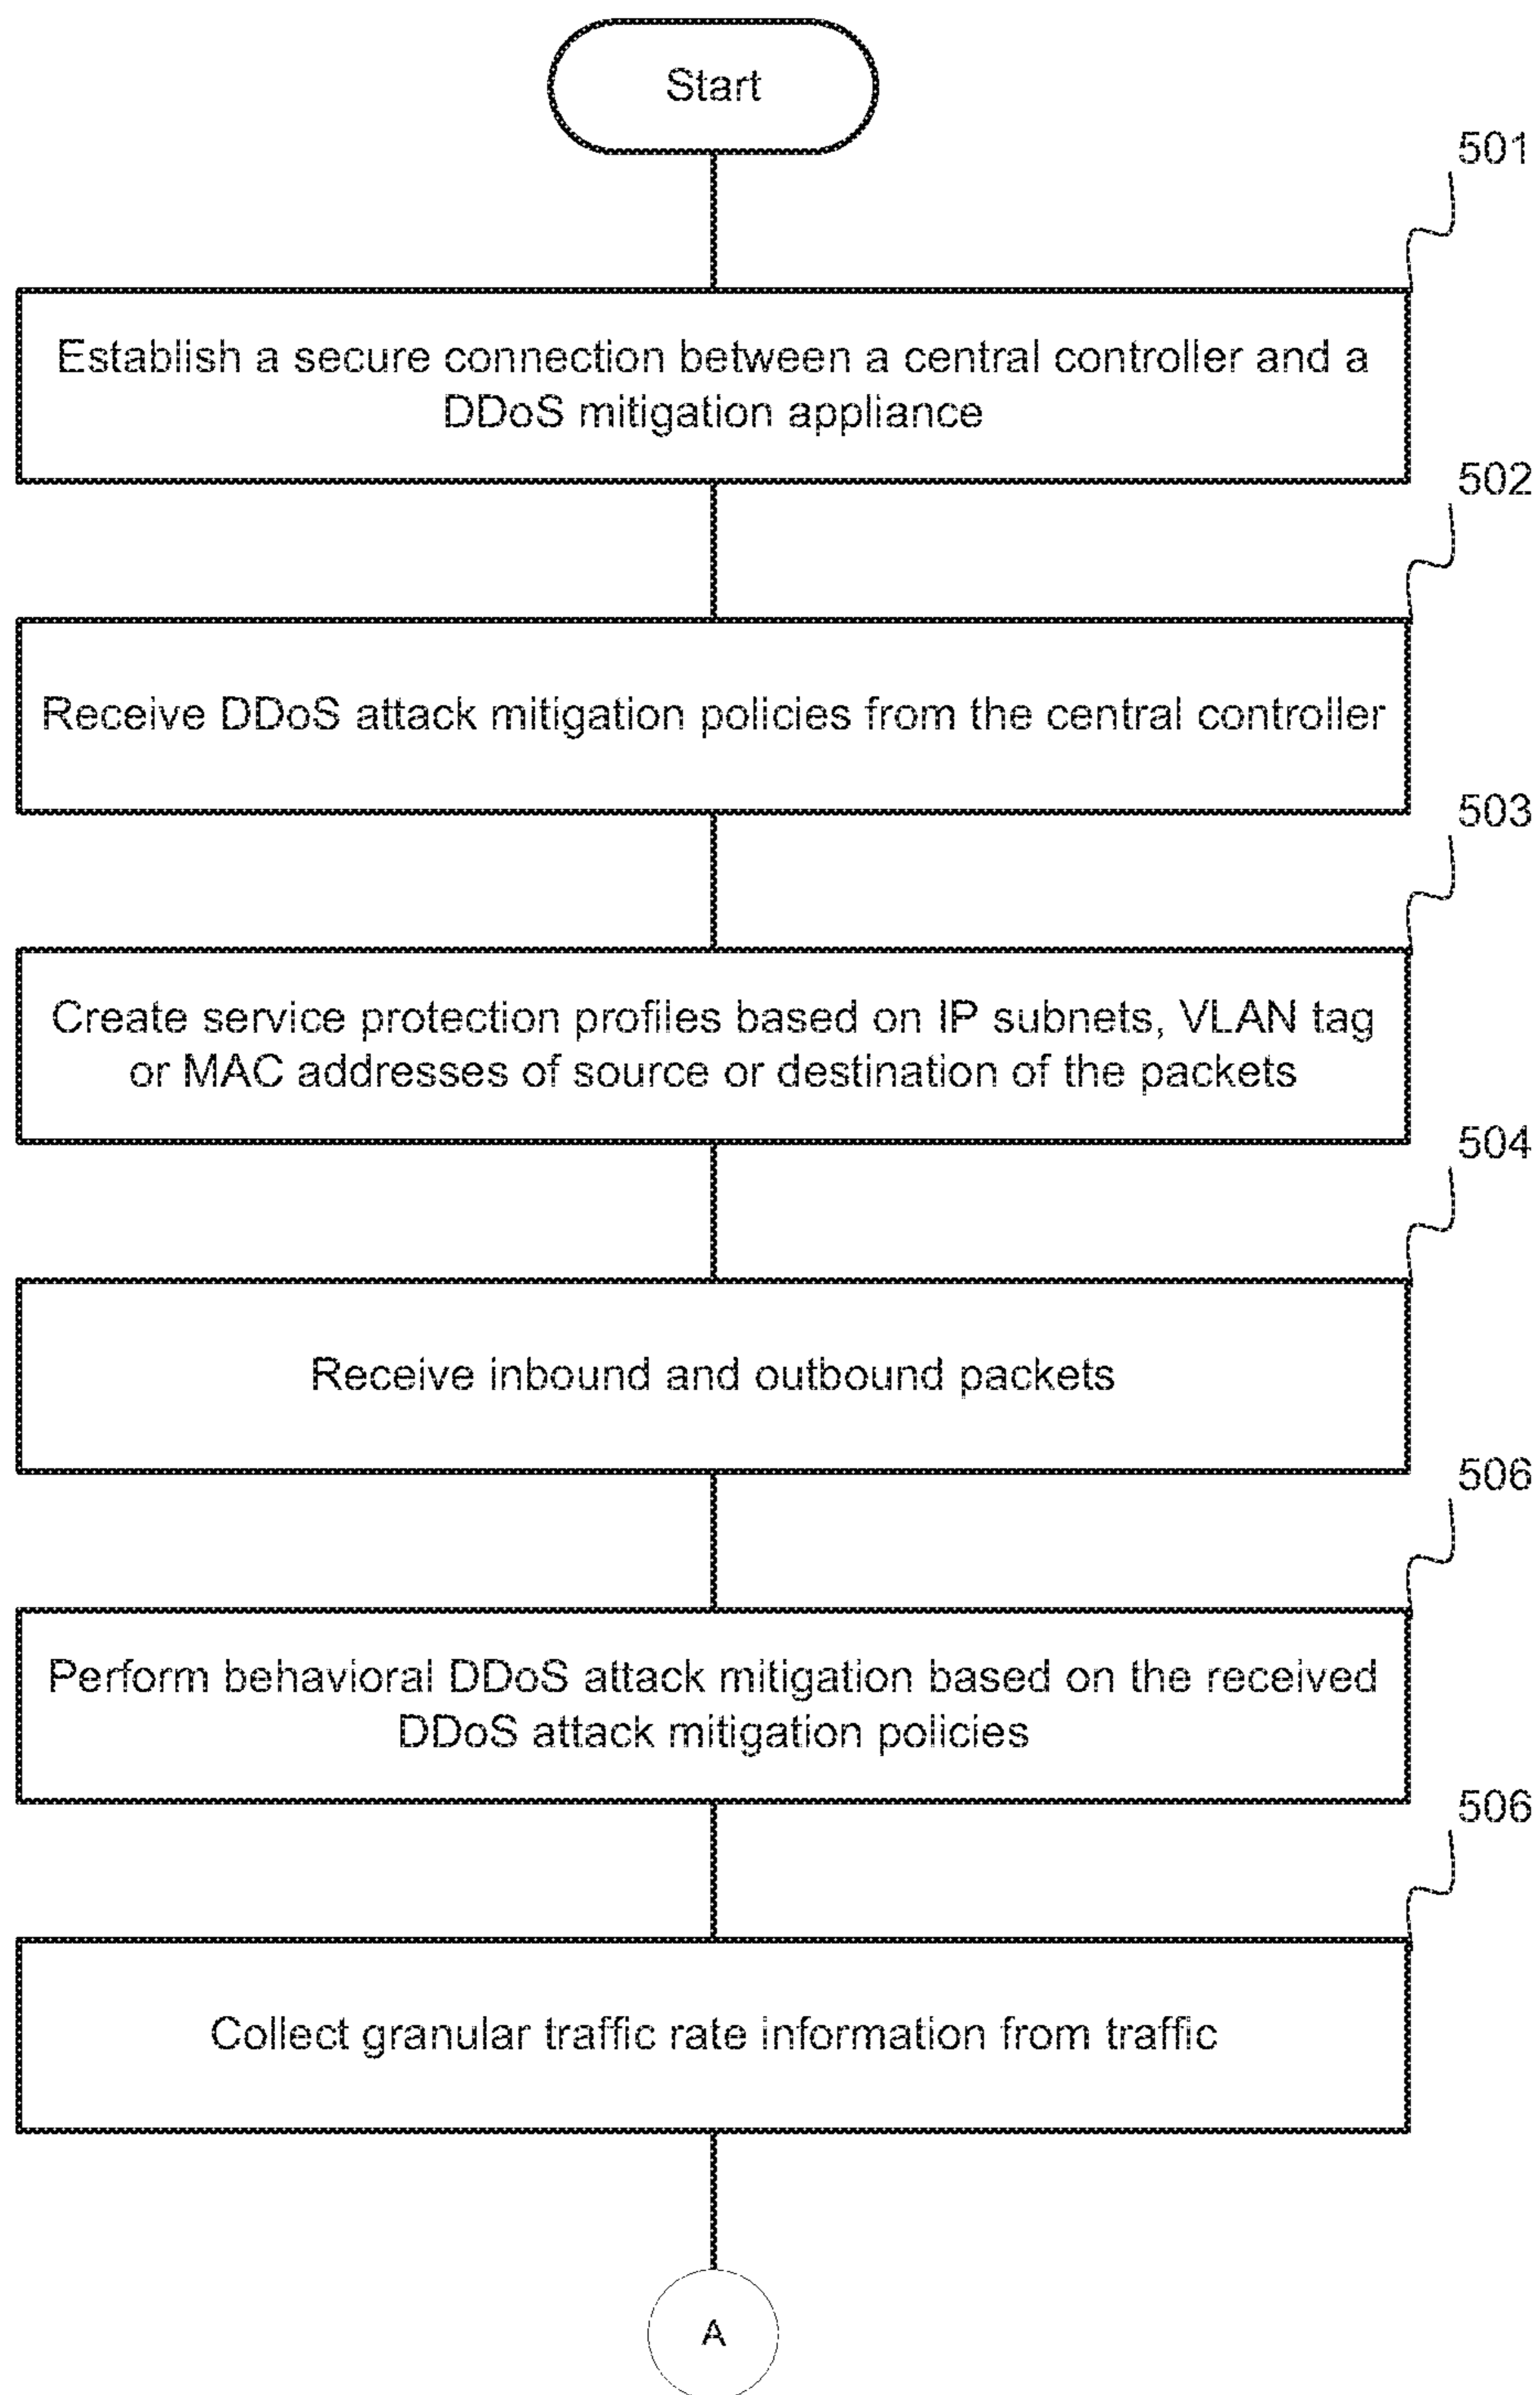 Start
501
Establish a secure connection between a central controller and a
DDoS mitigation appliance
502
Receive DDoS attack mitigation policies from the central controller
503
Create service protection profiles based on IP subnets, VLAN tag
or MAC addresses of source or destination of the packets
504
Receive inbound and outbound packets
506
Perform behavioral DDoS attack mitigation based on the received
DDoS attack mitigation policies
506
Collect granular traffic rate information from traffic
A